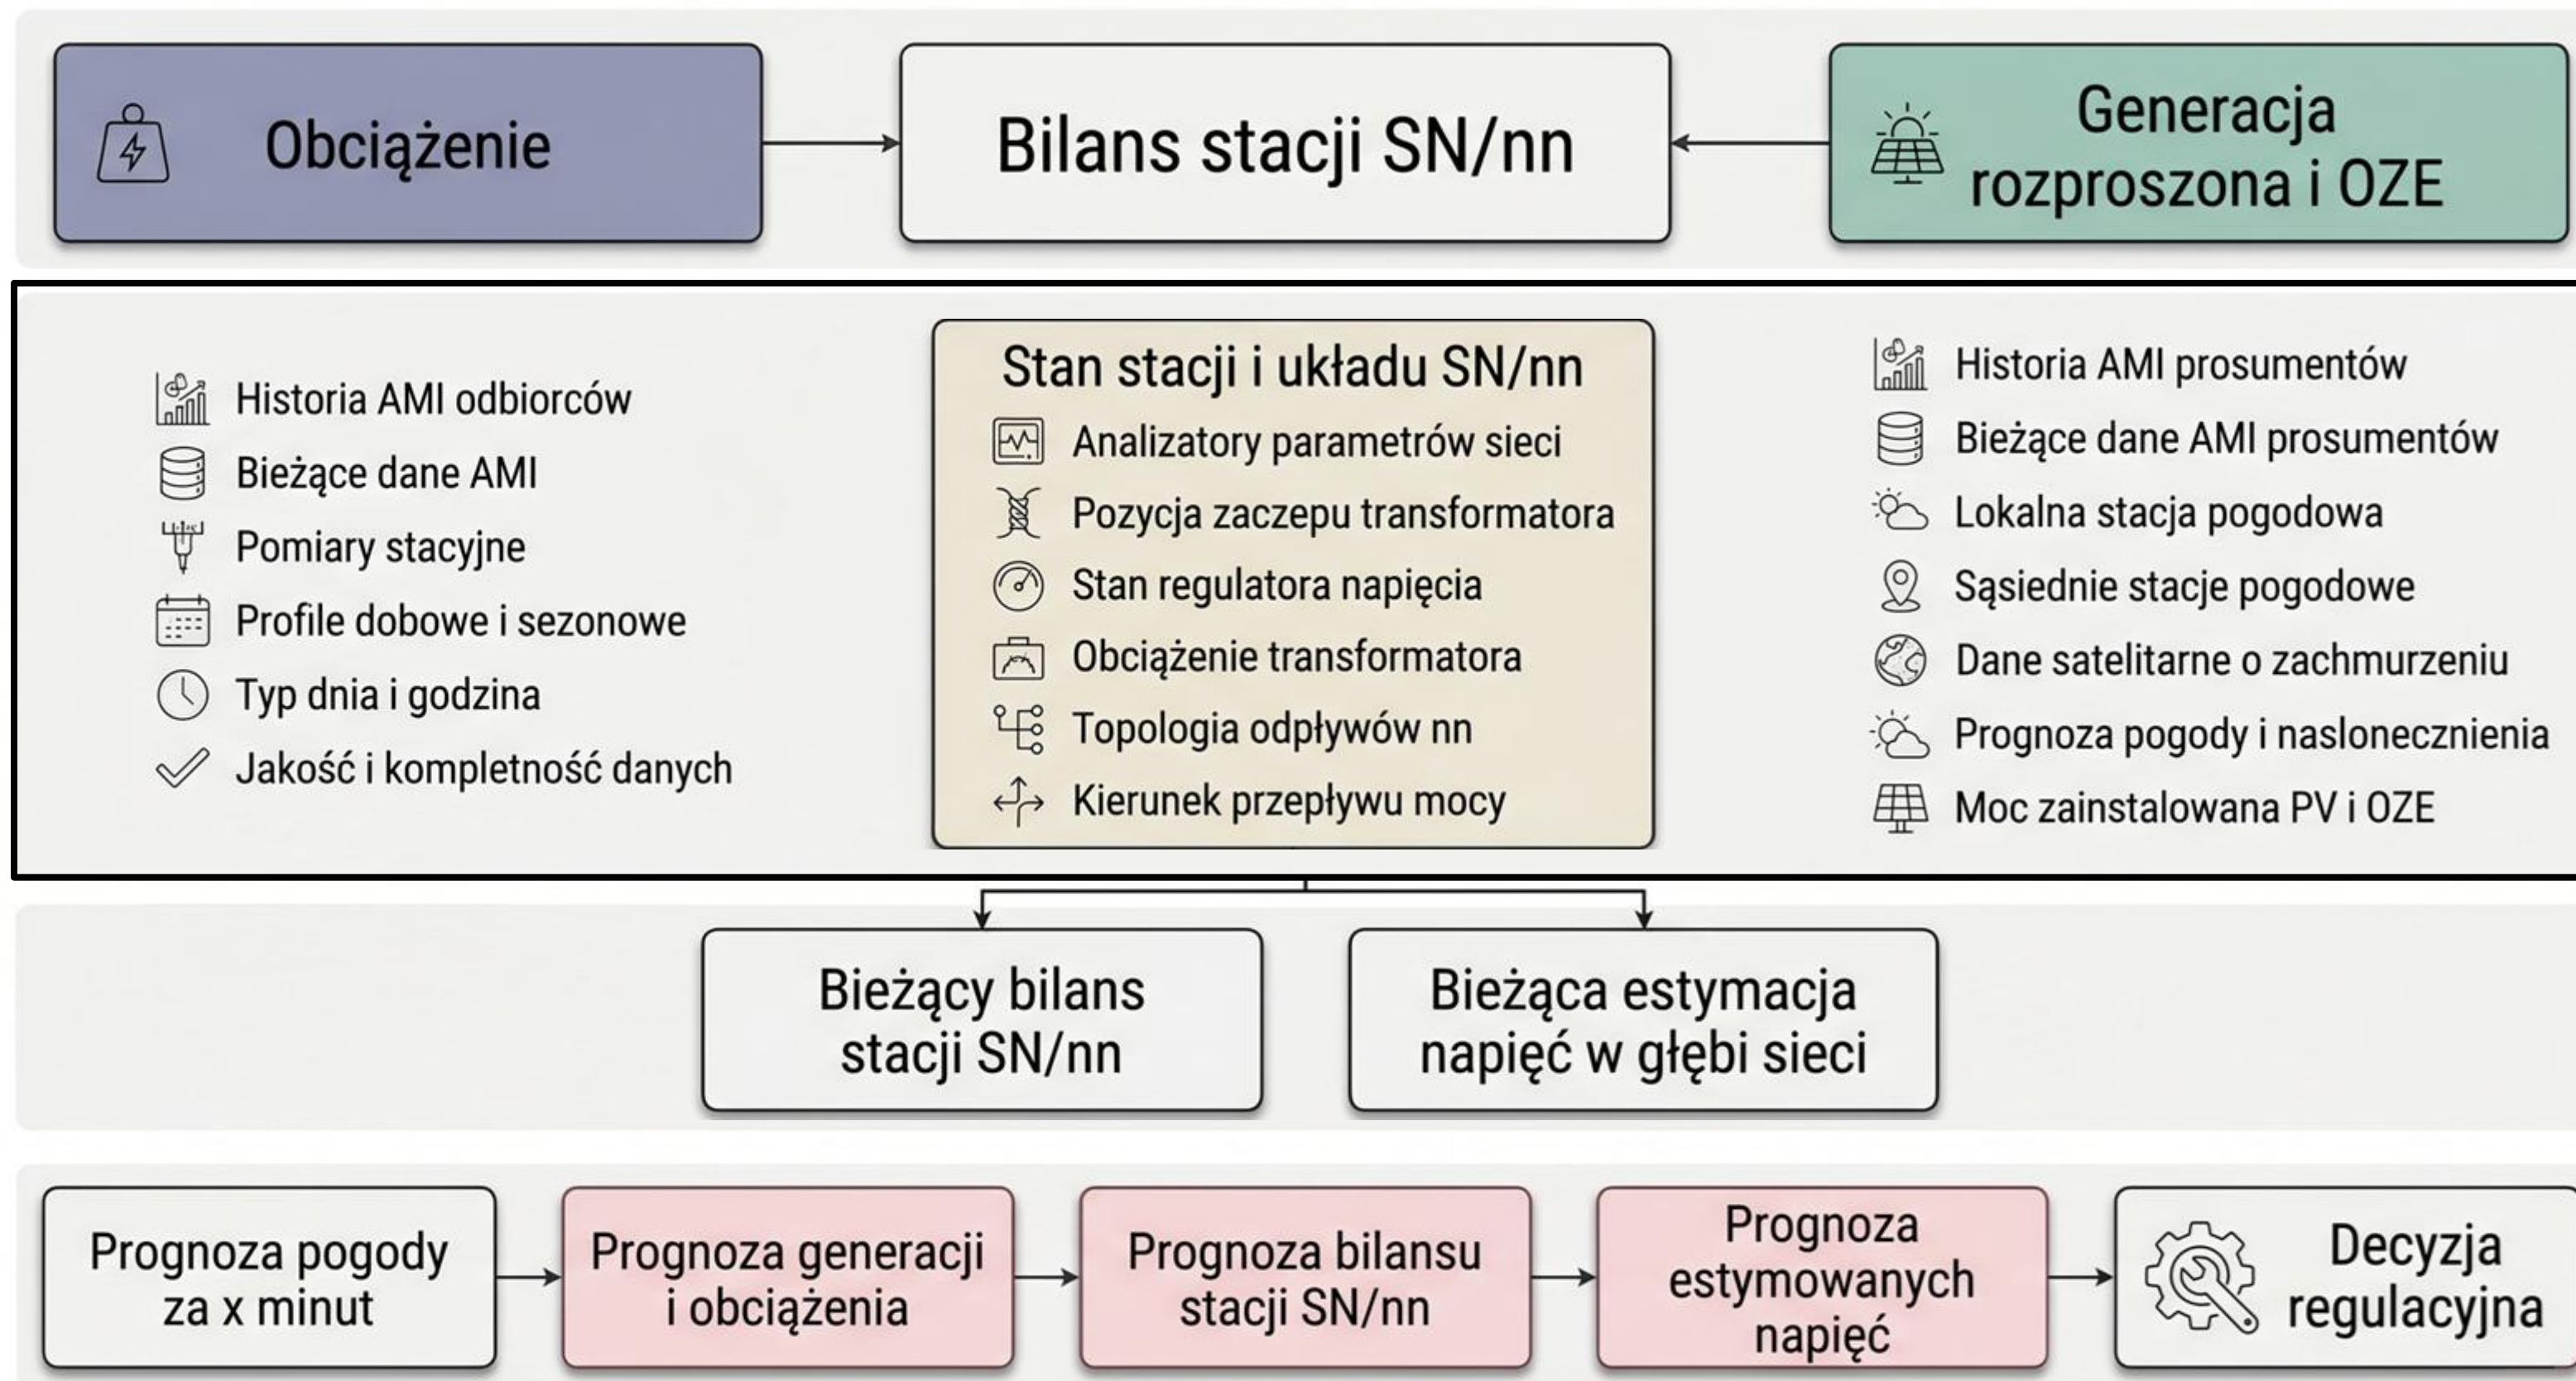 Obciążenie
Bilans stacji SN/nn
Generacja
rozproszona i OZE
Historia AMI odbiorców
Bieżące dane AMI
Pomiary stacyjne
Profile dobowe i sezonowe
Typ dnia i godzina
Jakość i kompletność danych
Stan stacji i układu SN/nn
Analizatory parametrów sieci
Pozycja zaczepu transformatora
Stan regulatora napięcia
Obciążenie transformatora
Topologia odpływów nn
Kierunek przepływu mocy
Historia AMI prosumentów
Bieżące dane AMI prosumentów
Lokalna stacja pogodowa
Sąsiednie stacje pogodowe
Dane satelitarne o zachmurzeniu
Prognoza pogody i naslonecznienia
Moc zainstalowana PV i OZE
Bieżący bilans
stacji SN/nn
Bieżąca estymacja
napięć w głębi sieci
Prognoza pogody
za x minut
Prognoza generacji
i obciążenia
Prognoza bilansu
stacji SN/nn
Prognoza
estymowanych
napięć
Decyzja
regulacyjna